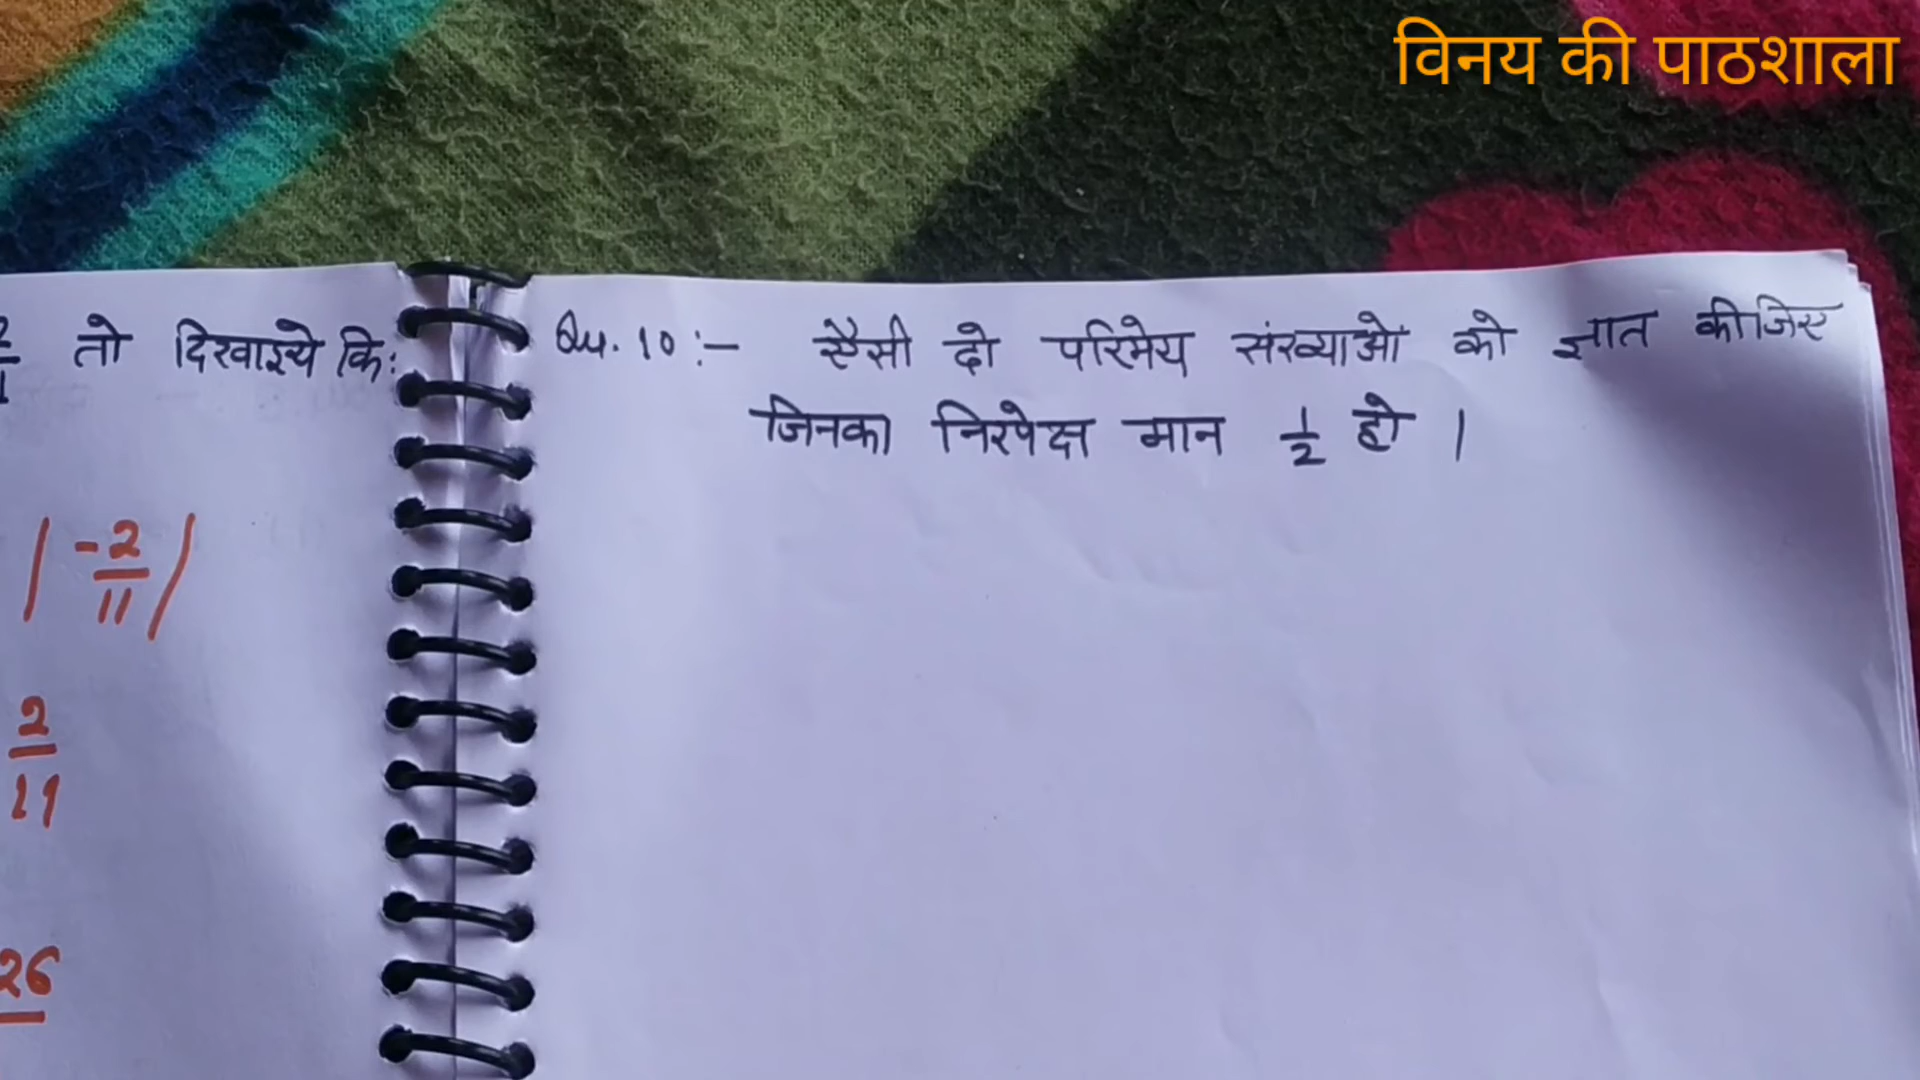 विनय की पाठशाला
तो दिखाइये कि:
|-2/11|
2/11
26
Qu. 10:- ऐसी दो परिमेय संख्याओं को ज्ञात कीजिए
जिनका निरपेक्ष मान 1/2 हो ।